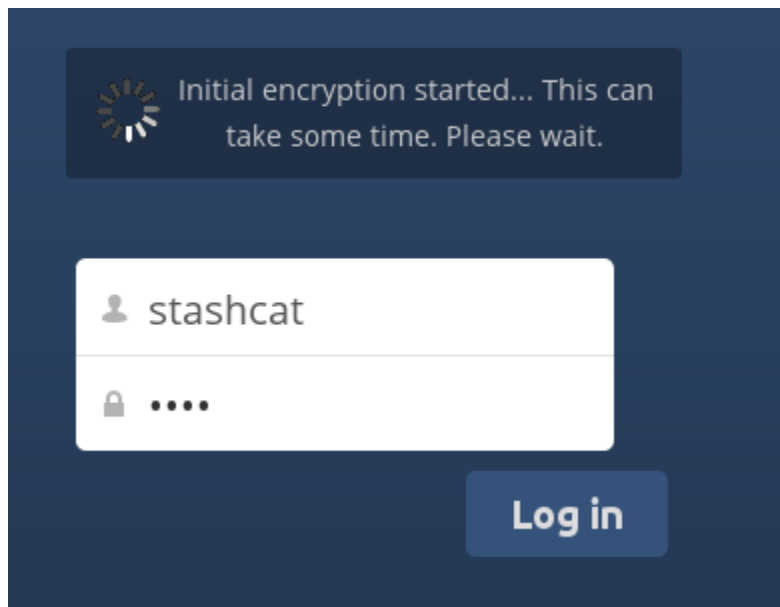 Initial encryption started... This can
take some time. Please wait.
stashcat
••••
Log in